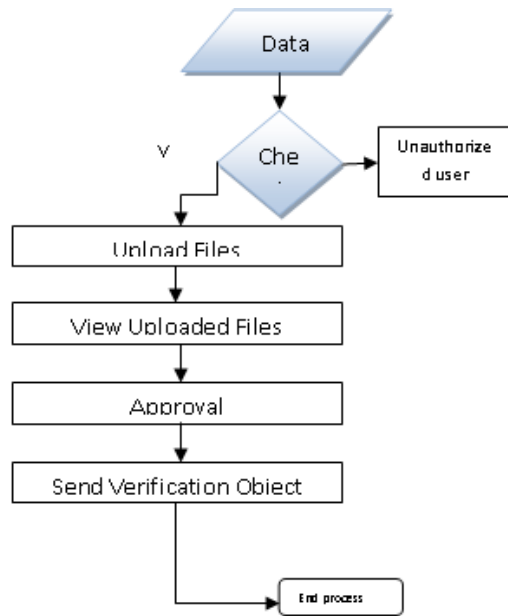 Data
Che
Unauthorize
d user
Upload Files
View Uploaded Files
Approval
Send Verification Object
End process